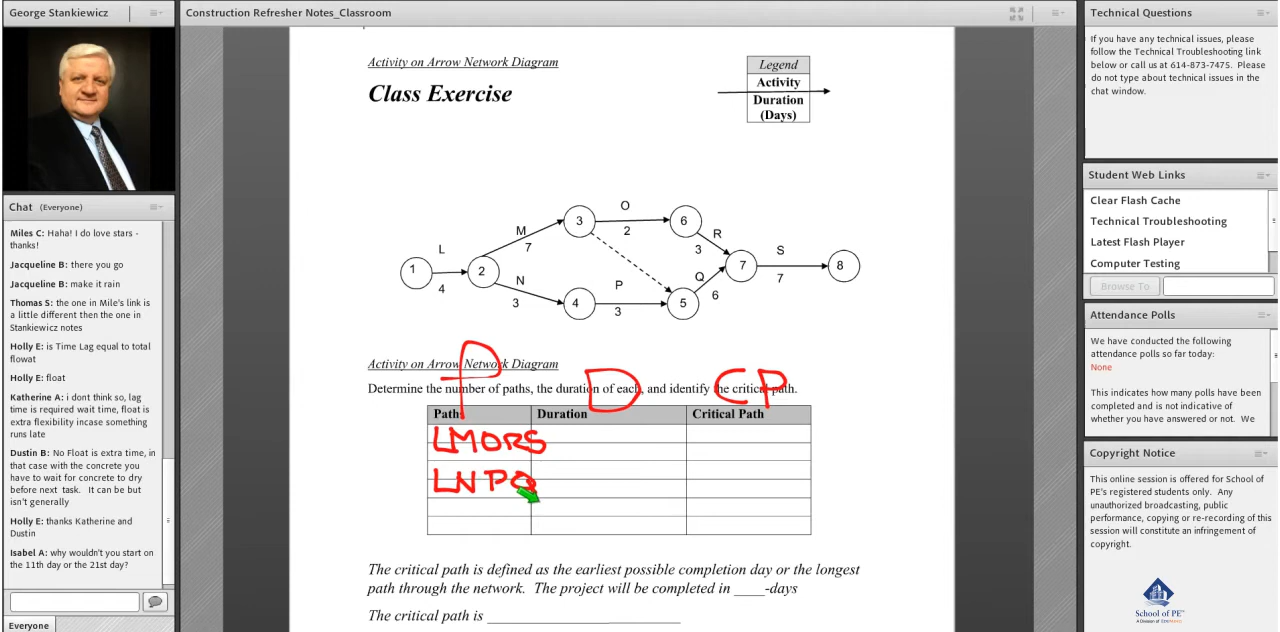 George Stankiewicz
Construction Refresher Notes_Classroom
Technical Questions
If you have any technical issues, please
follow the Technical Troubleshooting link
below or call us at 614-873-7475. Please
do not type about technical issues in the
chat window.
Student Web Links
Clear Flash Cache
Technical Troubleshooting
Latest Flash Player
Computer Testing
Browse To
Attendance Polls
We have conducted the following
attendance polls so far today:
None
This indicates how many polls have been
completed and is not indicative of
whether you have answered or not. We
Copyright Notice
This online session is offered for School of
PE's registered students only. Any
unauthorized broadcasting, public
performance, copying or re-recording of this
session will constitute an infringement of
copyright.
School of PE
A Division of
Chat (Everyone)
Miles C: Haha! I do love stars -
thanks!
Jacqueline B: there you go
Jacqueline B: make it rain
Thomas S: the one in Mile's link is
a little different then the one in
Stankiewicz notes
Holly E: is Time Lag equal to total
flowat
Holly E: float
Katherine A: i dont think so, lag
time is required wait time, float is
extra flexibility incase something
runs late
Dustin B: No Float is extra time, in
that case with the concrete you
have to wait for concrete to dry
before next task. It can be but
isn't generally
Holly E: thanks Katherine and
Dustin
Isabel A: why wouldn't you start on
the 11th day or the 21st day?
Everyone
Activity on Arrow Network Diagram
Class Exercise
Legend
Activity
Duration
(Days)
O
3 6
M 2 R
7 3
L S
1 2 7 8
4 N P Q 7
3 4 3 5 6
Activity on Arrow Network Diagram
Determine the number of paths, the duration of each, and identify the critical path.
P D CP
Paths Duration Critical Path
LMORS
LNPQ
The critical path is defined as the earliest possible completion day or the longest
path through the network. The project will be completed in ____-days
The critical path is ________________________